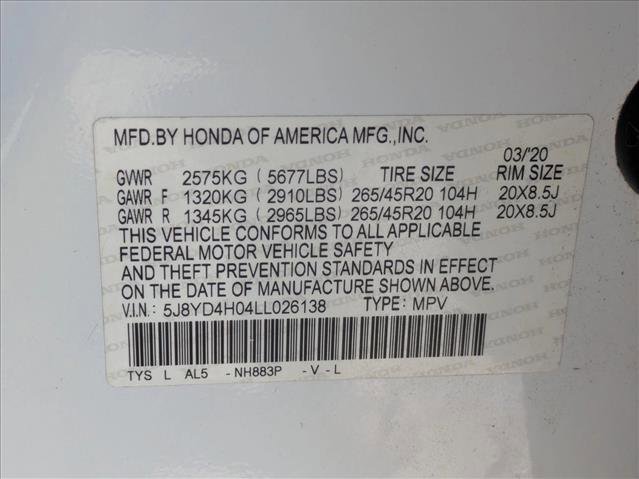 MFD.BY HONDA OF AMERICA MFG.,INC.
03/'20
GVWR 2575KG (5677LBS) TIRE SIZE RIM SIZE
GAWR F 1320KG (2910LBS) 265/45R20 104H 20X8.5J
GAWR R 1345KG (2965LBS) 265/45R20 104H 20X8.5J
THIS VEHICLE CONFORMS TO ALL APPLICABLE
FEDERAL MOTOR VEHICLE SAFETY
AND THEFT PREVENTION STANDARDS IN EFFECT
ON THE DATE OF MANUFACTURE SHOWN ABOVE.
V.I.N: 5J8YD4H04LL026138 TYPE: MPV
TYS L AL5 -NH883P -V-L